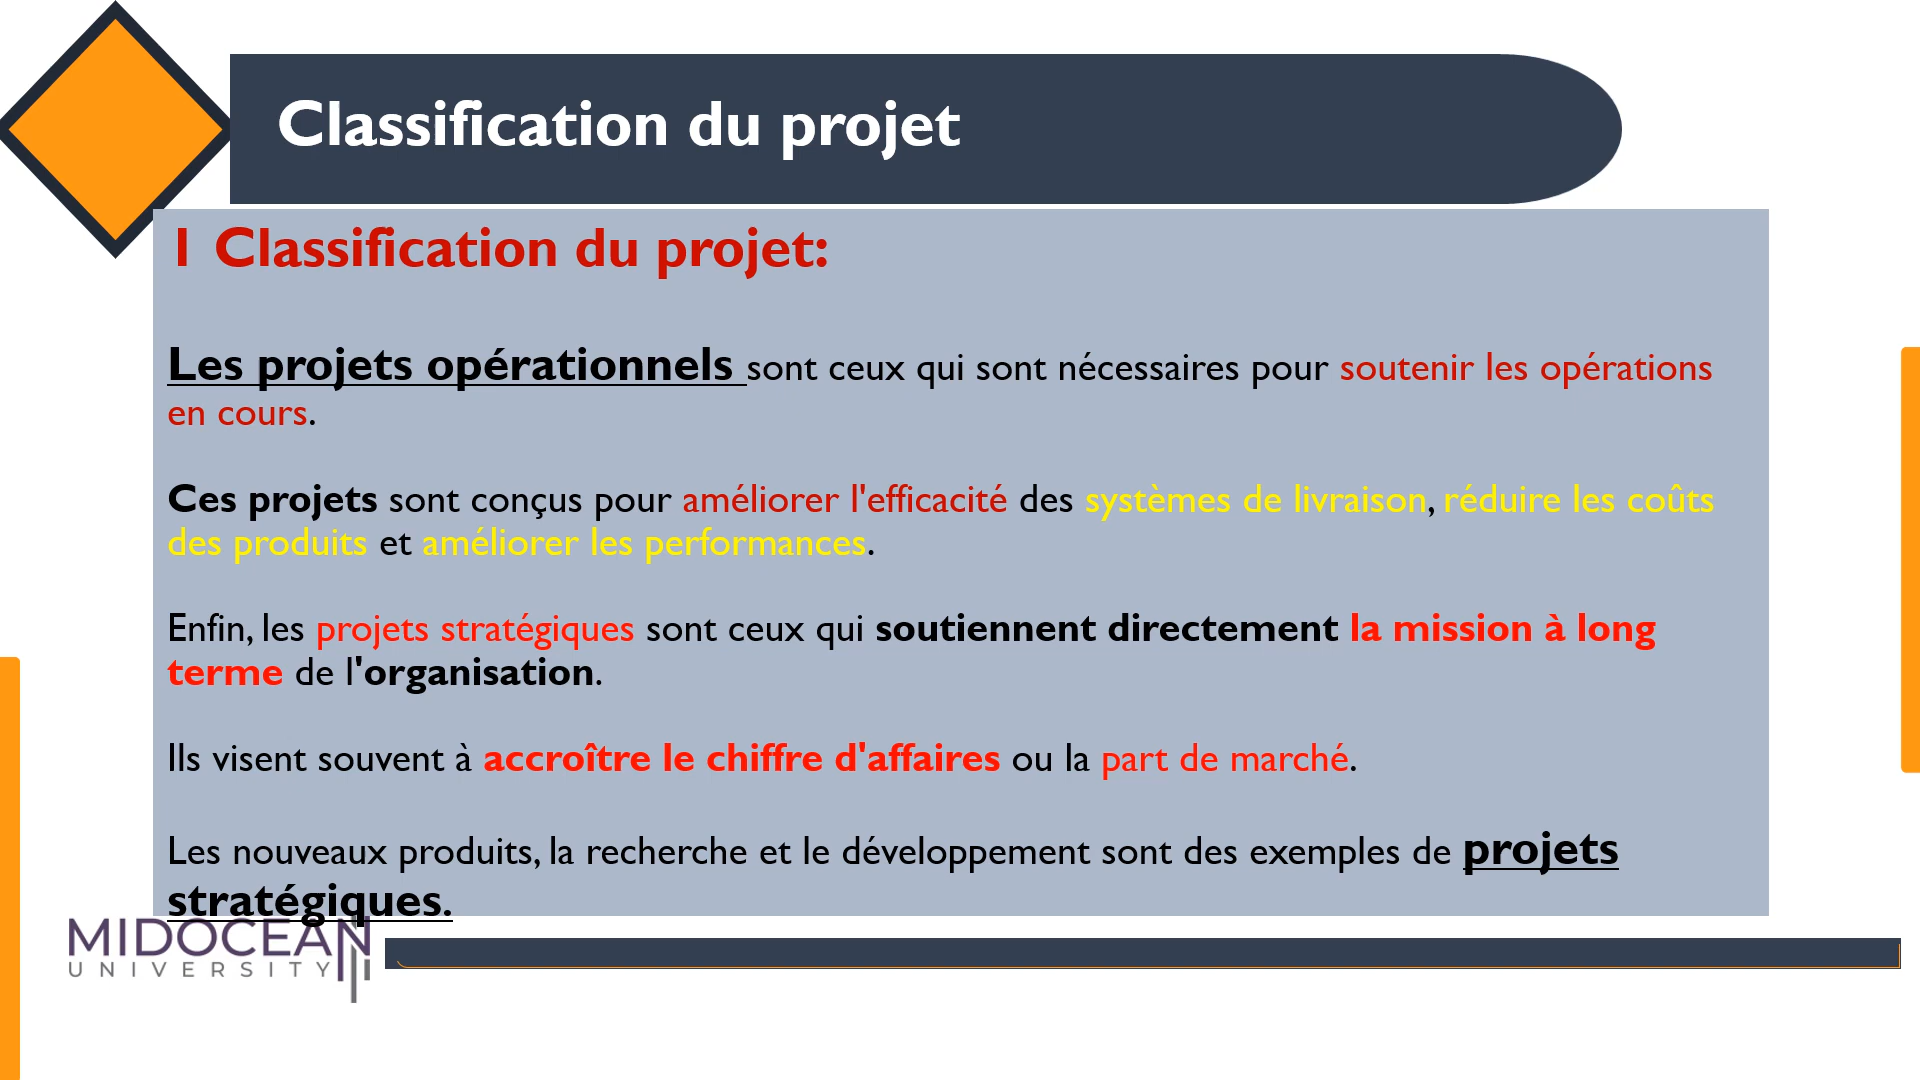 Classification du projet
1 Classification du projet:
Les projets opérationnels sont ceux qui sont nécessaires pour soutenir les opérations
en cours.
Ces projets sont conçus pour améliorer l'efficacité des systèmes de livraison, réduire les coûts
des produits et améliorer les performances.
Enfin, les projets stratégiques sont ceux qui soutiennent directement la mission à long
terme de l'organisation.
Ils visent souvent à accroître le chiffre d'affaires ou la part de marché.
Les nouveaux produits, la recherche et le développement sont des exemples de projets
stratégiques.
MIDOCEAN
UNIVERSITY